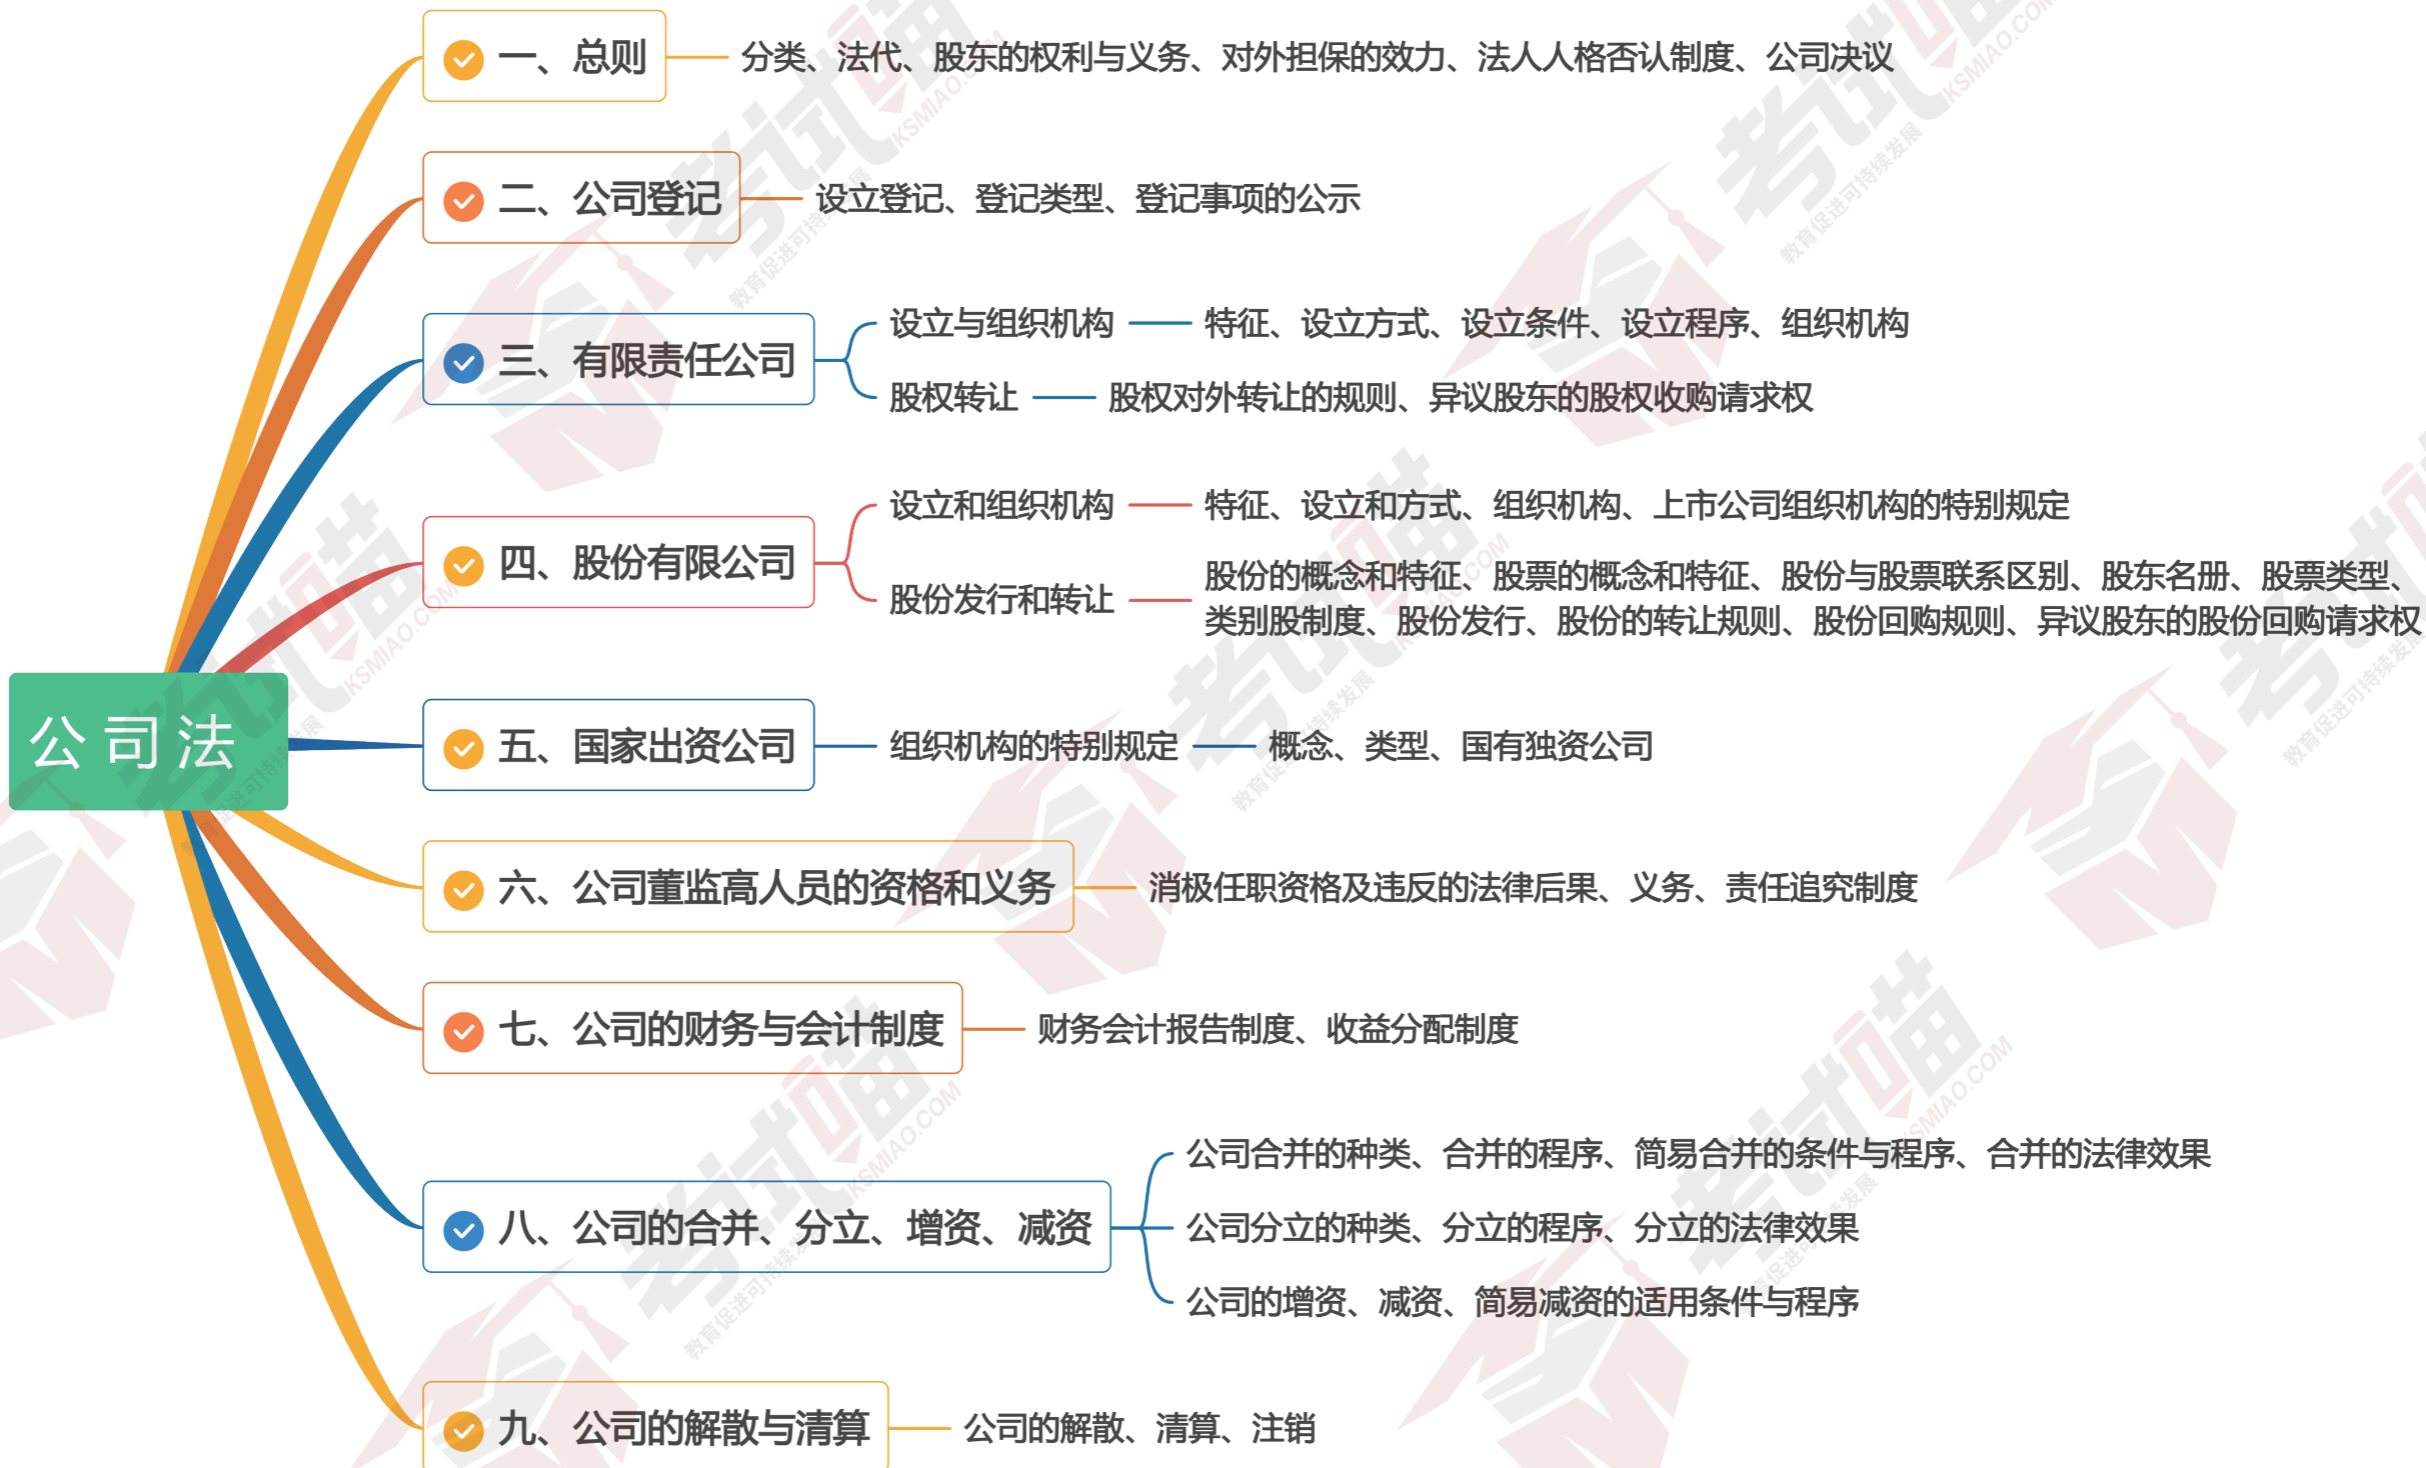 一、总则
分类、法代、股东的权利与义务、对外担保的效力、法人人格否认制度、公司决议
二、公司登记
设立登记、登记类型、登记事项的公示
三、有限责任公司
设立与组织机构
特征、设立方式、设立条件、设立程序、组织机构
股权转让
股权对外转让的规则、异议股东的股权收购请求权
四、股份有限公司
设立和组织机构
特征、设立和方式、组织机构、上市公司组织机构的特别规定
股份发行和转让
股份的概念和特征、股票的概念和特征、股份与股票联系区别、股东名册、股票类型、
类别股制度、股份发行、股份的转让规则、股份回购规则、异议股东的股份回购请求权
公司法
五、国家出资公司
组织机构的特别规定
概念、类型、国有独资公司
六、公司董监高人员的资格和义务
消极任职资格及违反的法律后果、义务、责任追究制度
七、公司的财务与会计制度
财务会计报告制度、收益分配制度
八、公司的合并、分立、增资、减资
公司合并的种类、合并的程序、简易合并的条件与程序、合并的法律效果
公司分立的种类、分立的程序、分立的法律效果
公司的增资、减资、简易减资的适用条件与程序
九、公司的解散与清算
公司的解散、清算、注销
考试喵
KSMIAO.COM
教育促进可持续发展